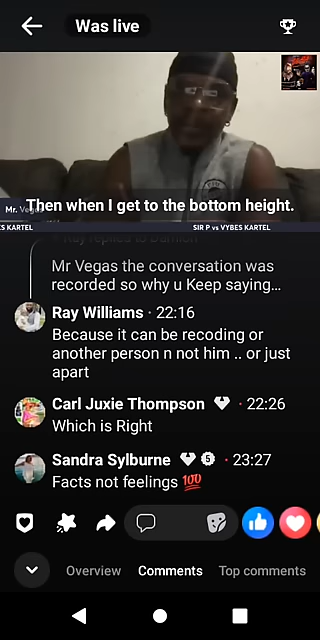 Was live
Then when I get to the bottom height.
Mr. Vegas
ES KARTEL
SIR P vs VYBES KARTEL
Mr Vegas the conversation was
recorded so why u Keep saying...
Ray Williams · 22:16
Because it can be recoding or
another person n not him .. or just
apart
Carl Juxie Thompson · 22:26
Which is Right
Sandra Sylburne 5 · 23:27
Facts not feelings 💯
Overview Comments Top comments